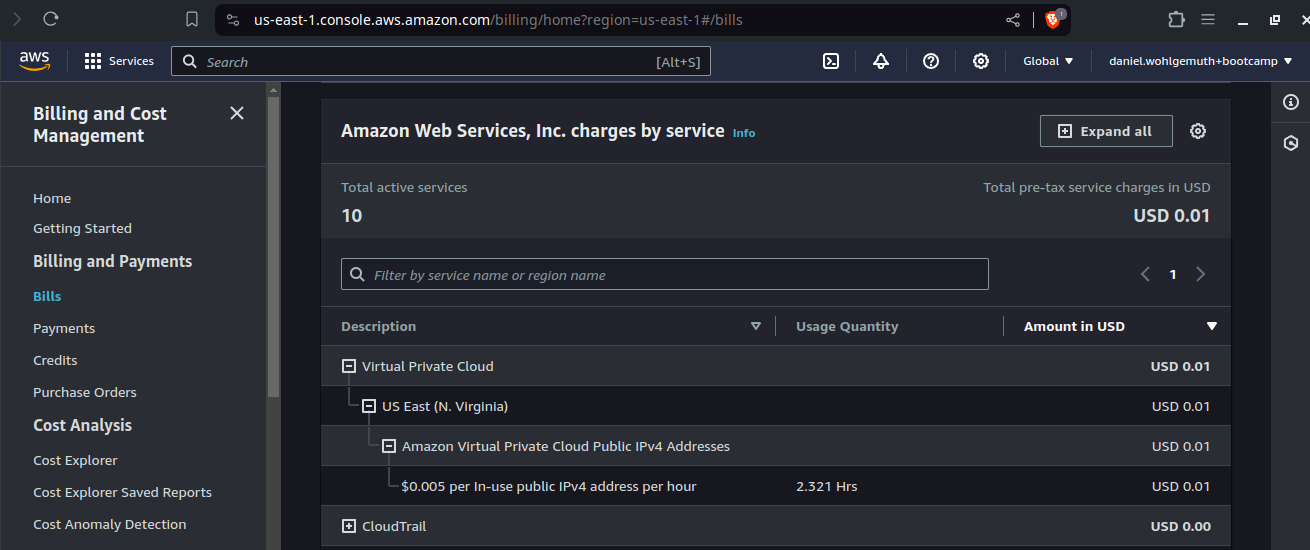 us-east-1.console.aws.amazon.com/billing/home?region=us-east-1#/bills
1
aws
Services
Search
[Alt+S]
Global
daniel.wohlgemuth+bootcamp
Billing and Cost
Management
Home
Getting Started
Billing and Payments
Bills
Payments
Credits
Purchase Orders
Cost Analysis
Cost Explorer
Cost Explorer Saved Reports
Cost Anomaly Detection
Amazon Web Services, Inc. charges by service Info
Expand all
Total active services
10
Total pre-tax service charges in USD
USD 0.01
Filter by service name or region name
1
Description Usage Quantity Amount in USD
Virtual Private Cloud USD 0.01
US East (N. Virginia) USD 0.01
Amazon Virtual Private Cloud Public IPv4 Addresses USD 0.01
$0.005 per In-use public IPv4 address per hour 2.321 Hrs USD 0.01
CloudTrail USD 0.00